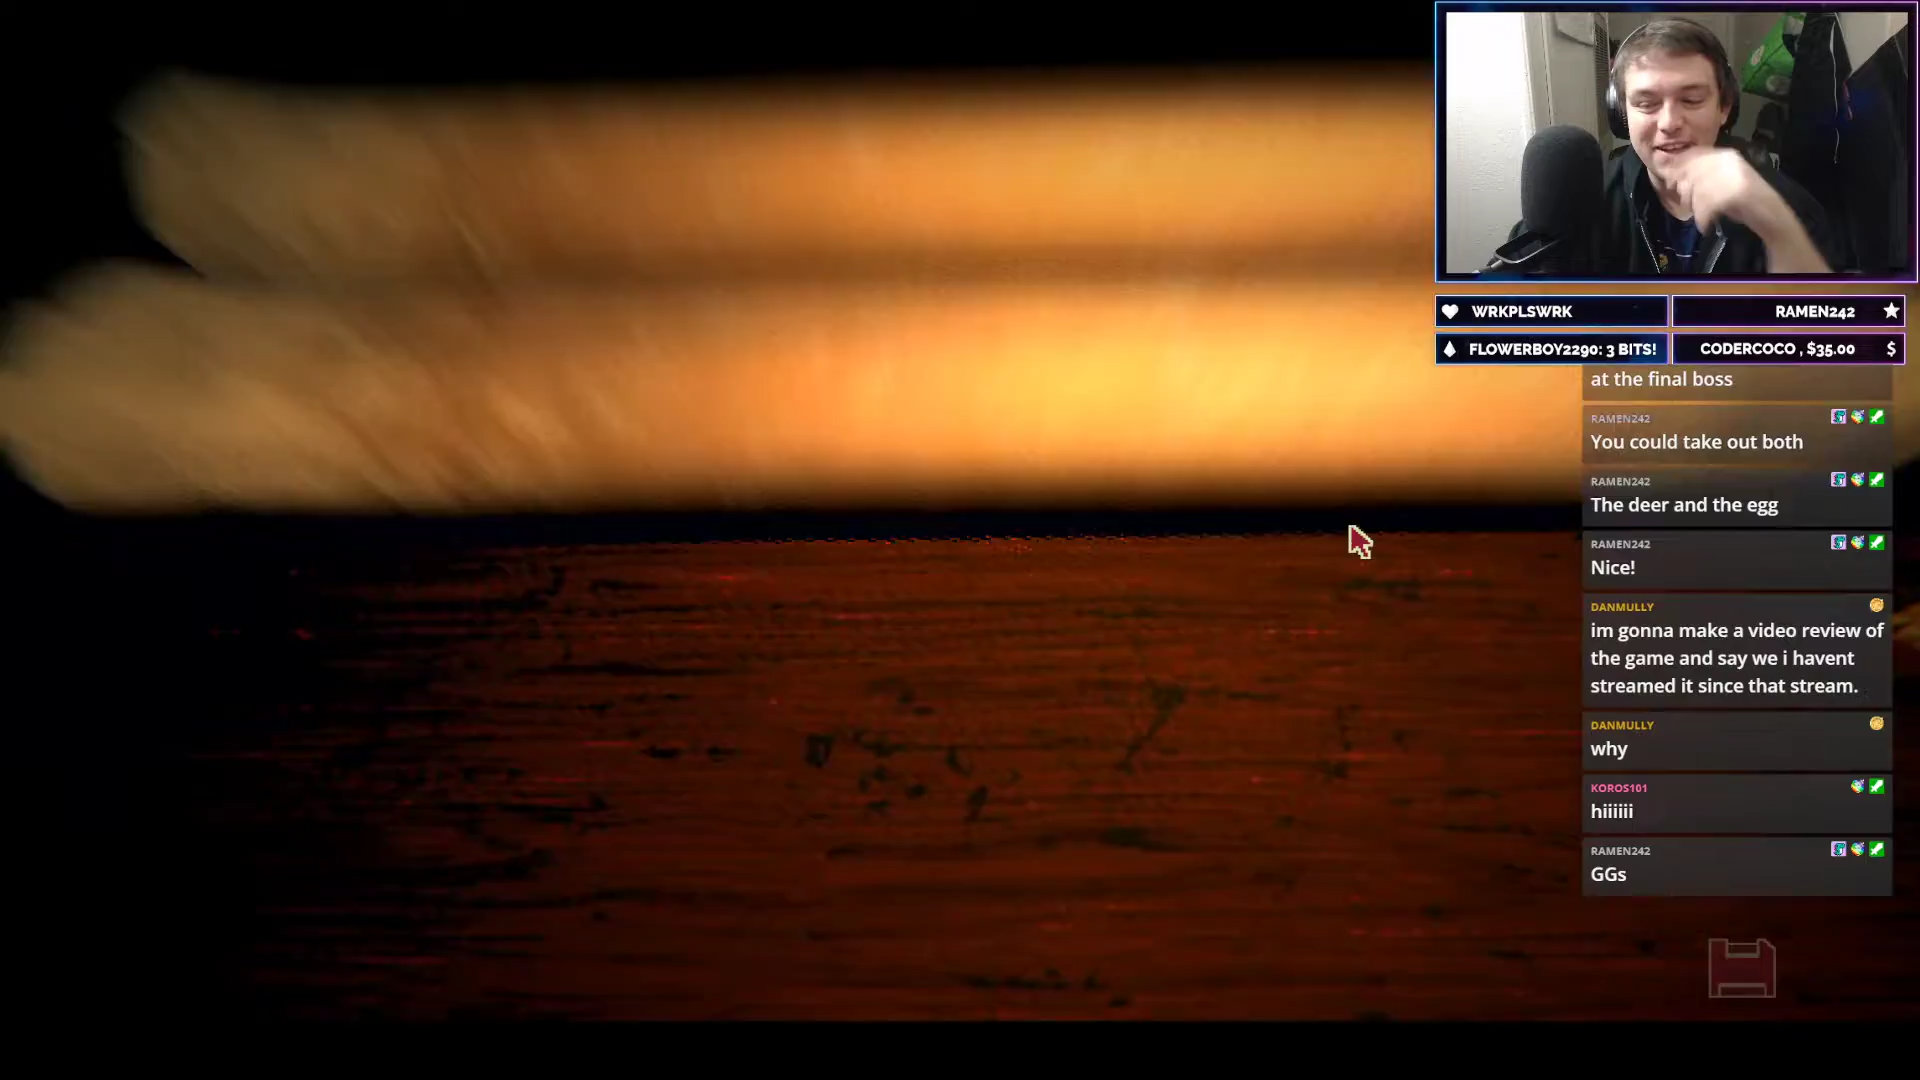 WRKPLSWRK
RAMEN242
FLOWERBOY2290: 3 BITS!
CODERCOCO , $35.00 $
at the final boss
RAMEN242
You could take out both
RAMEN242
The deer and the egg
RAMEN242
Nice!
DANMULLY
im gonna make a video review of
the game and say we i havent
streamed it since that stream.
DANMULLY
why
KOROS101
hiiiiii
RAMEN242
GGs